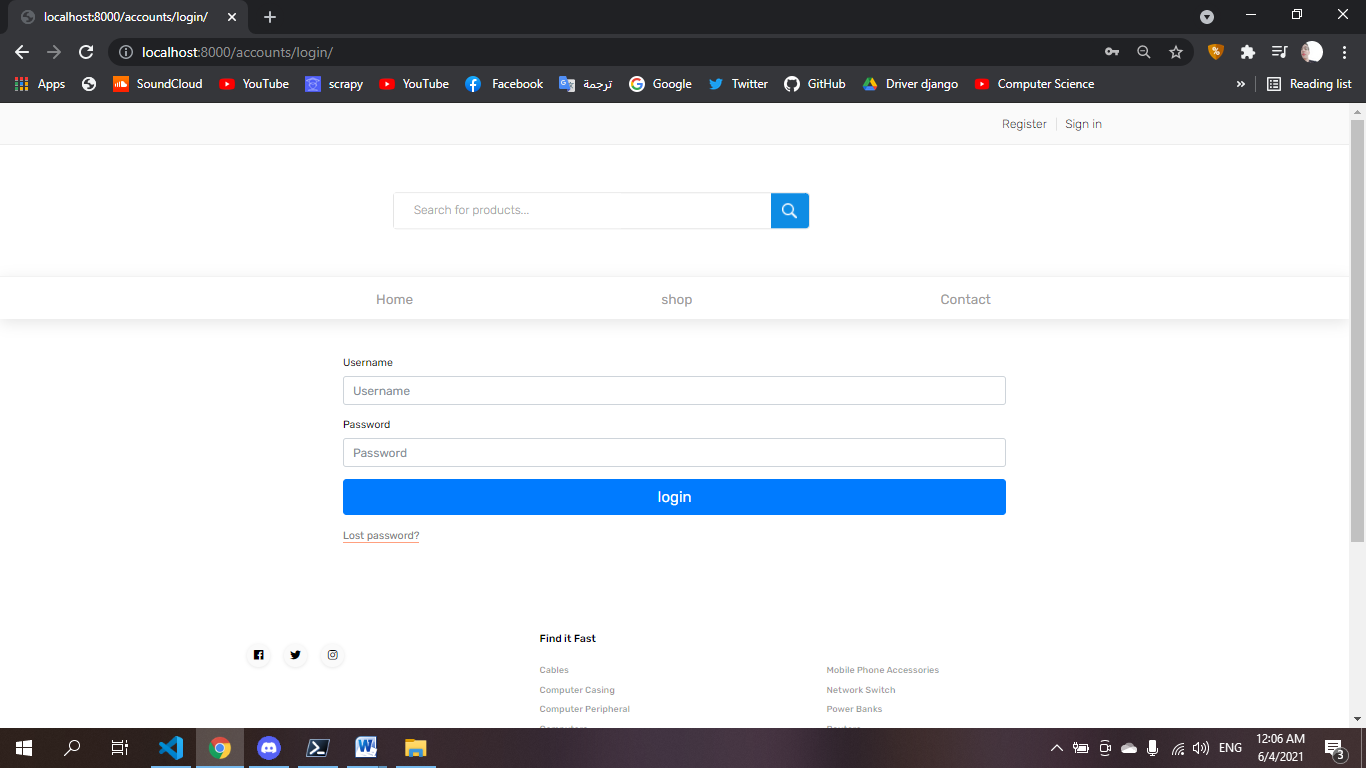 localhost:8000/accounts/login/
localhost:8000/accounts/login/
Apps SoundCloud YouTube scrapy YouTube Facebook ترجمة Google Twitter GitHub Driver django Computer Science » Reading list
Register Sign in
Search for products...
Home shop Contact
Username
Username
Password
Password
login
Lost password?
Find it Fast
Cables Mobile Phone Accessories
Computer Casing Network Switch
Computer Peripheral Power Banks
ENG 12:06 AM
6/4/2021 3